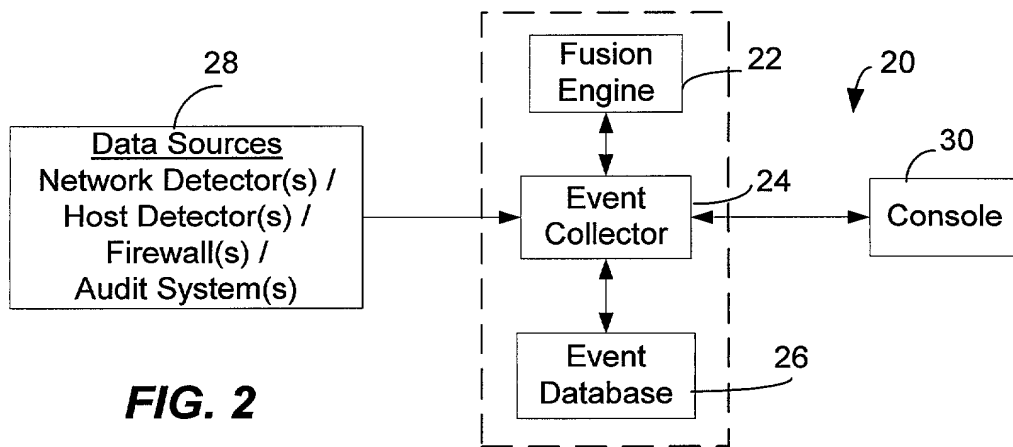 28
Data Sources
Network Detector(s) /
Host Detector(s) /
Firewall(s) /
Audit System(s)
Fusion
Engine
22
20
Event
Collector
24
30
Console
Event
Database
26
FIG. 2